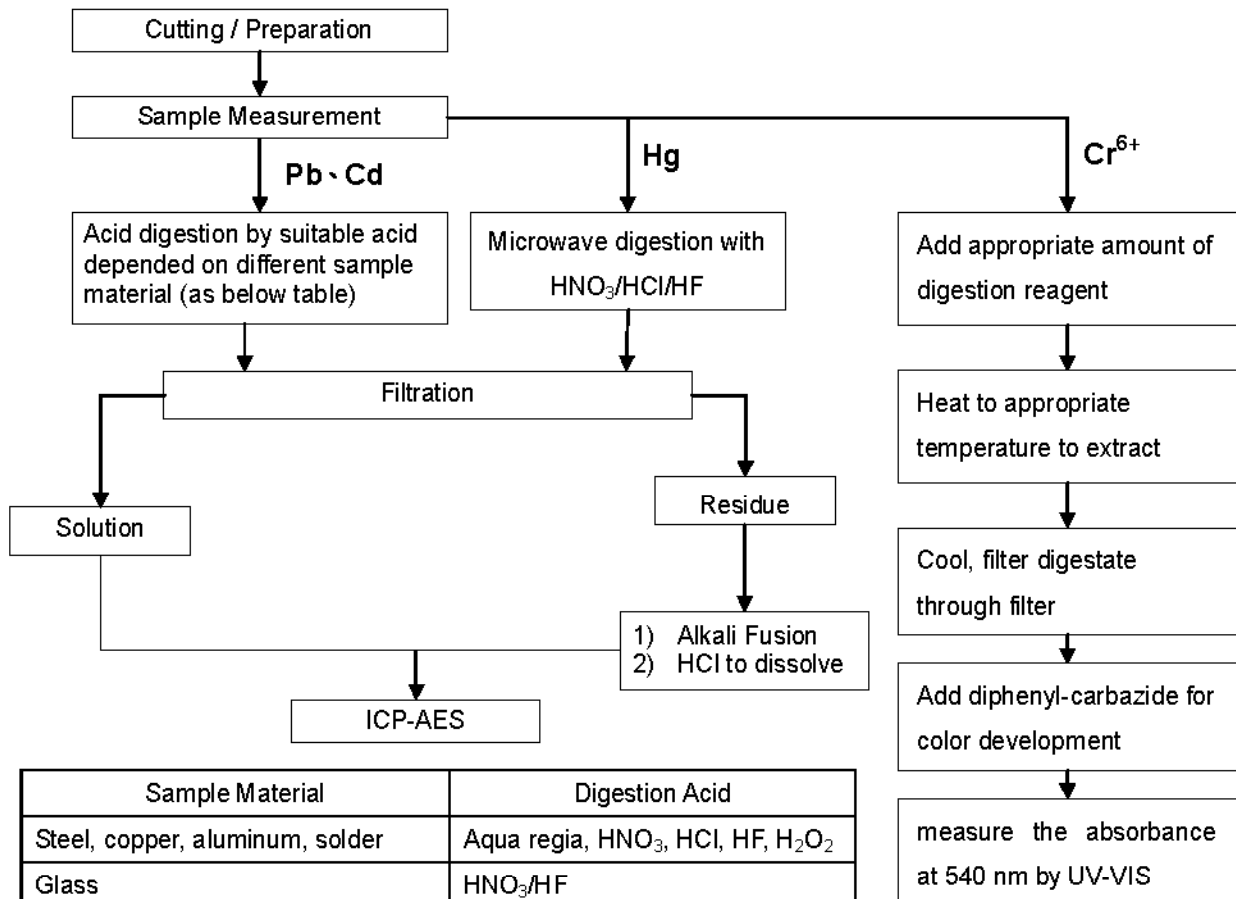 Cutting / Preparation
Sample Measurement
Pb、Cd
Hg
Cr⁶⁺
Acid digestion by suitable acid
depended on different sample
material (as below table)
Microwave digestion with
HNO₃/HCl/HF
Add appropriate amount of
digestion reagent
Filtration
Heat to appropriate
temperature to extract
Solution
Residue
Cool, filter digestate
through filter
1) Alkali Fusion
2) HCl to dissolve
ICP-AES
Add diphenyl-carbazide for
color development
measure the absorbance
at 540 nm by UV-VIS
Sample Material Digestion Acid
Steel, copper, aluminum, solder Aqua regia, HNO₃, HCl, HF, H₂O₂
Glass HNO₃/HF